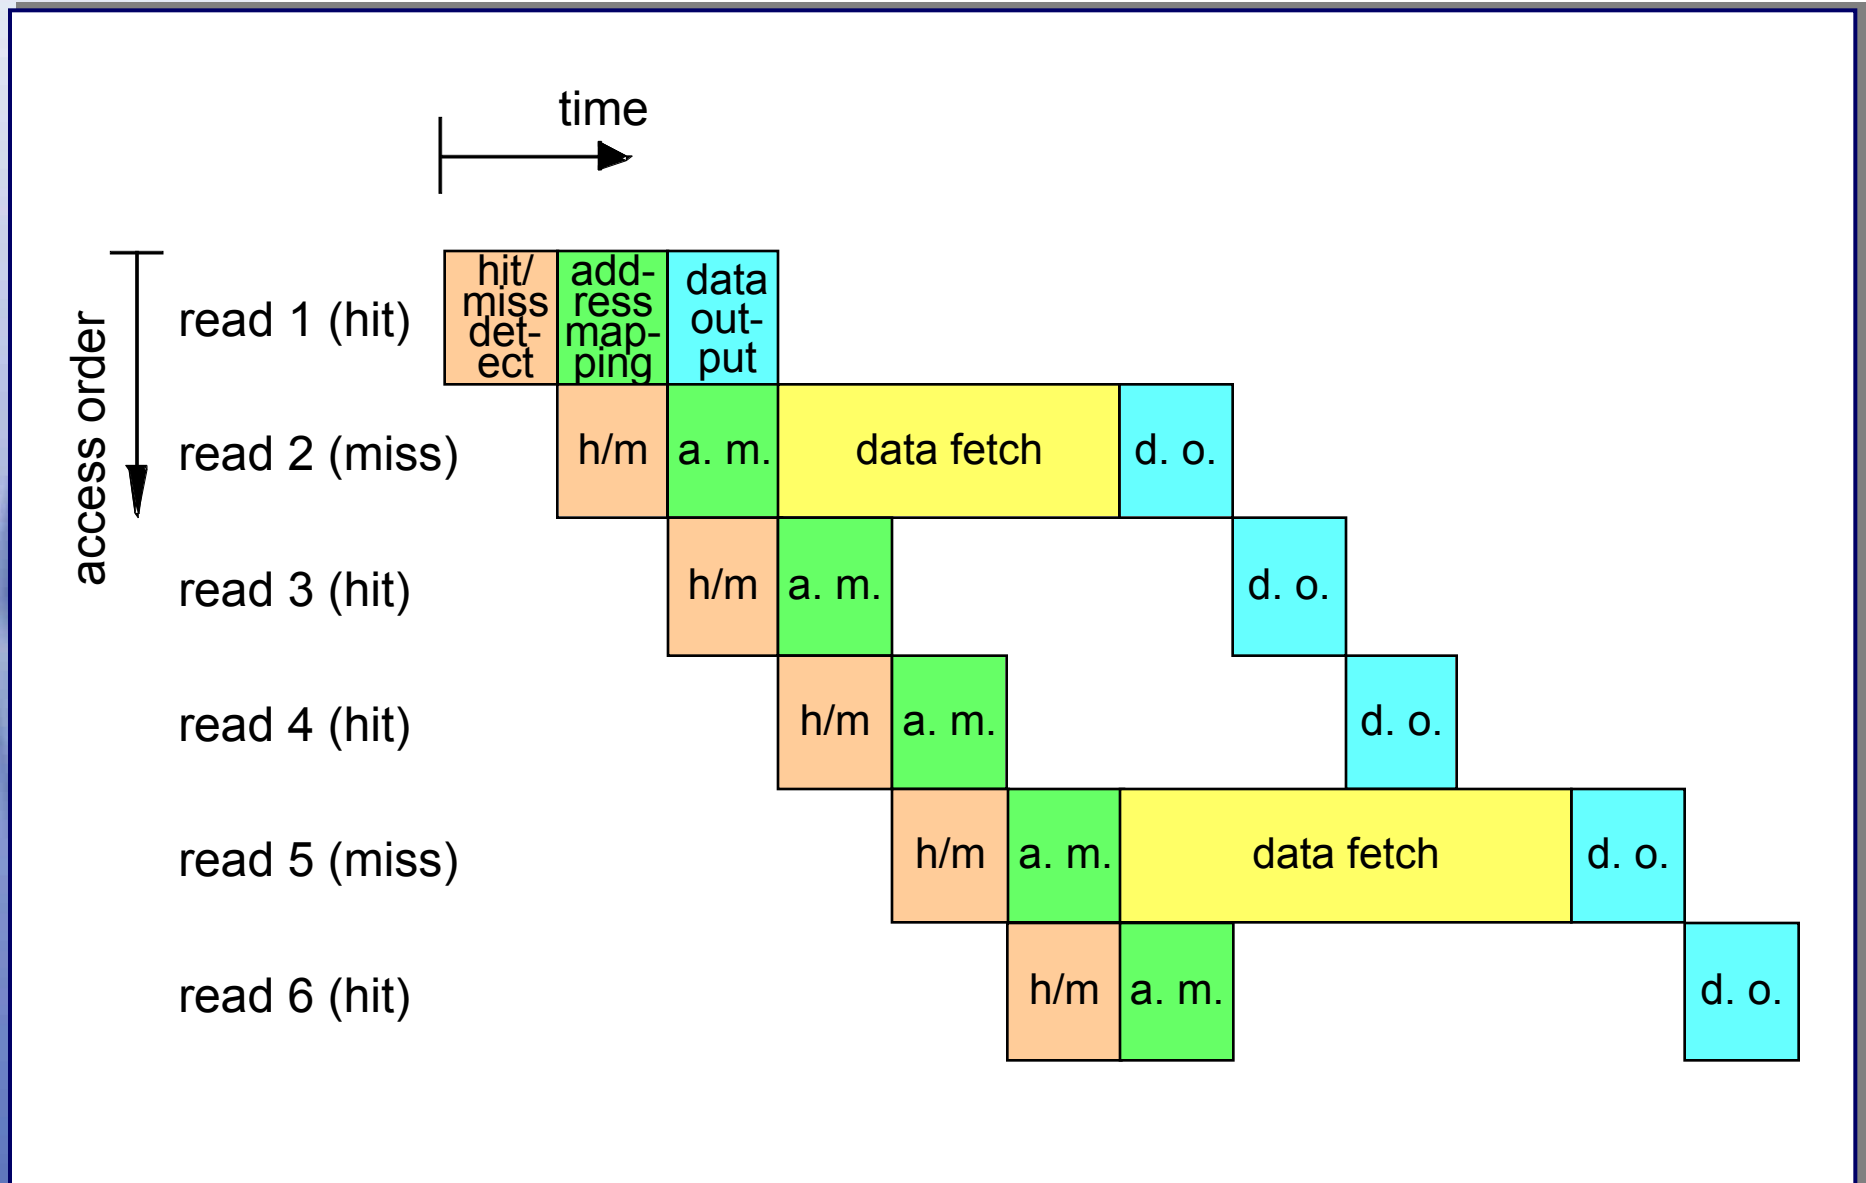 time
access order
read 1 (hit)
hit/
miss
det-
ect
add-
ress
map-
ping
data
out-
put
read 2 (miss)
h/m
a. m.
data fetch
d. o.
read 3 (hit)
h/m
a. m.
d. o.
read 4 (hit)
h/m
a. m.
d. o.
read 5 (miss)
h/m
a. m.
data fetch
d. o.
read 6 (hit)
h/m
a. m.
d. o.